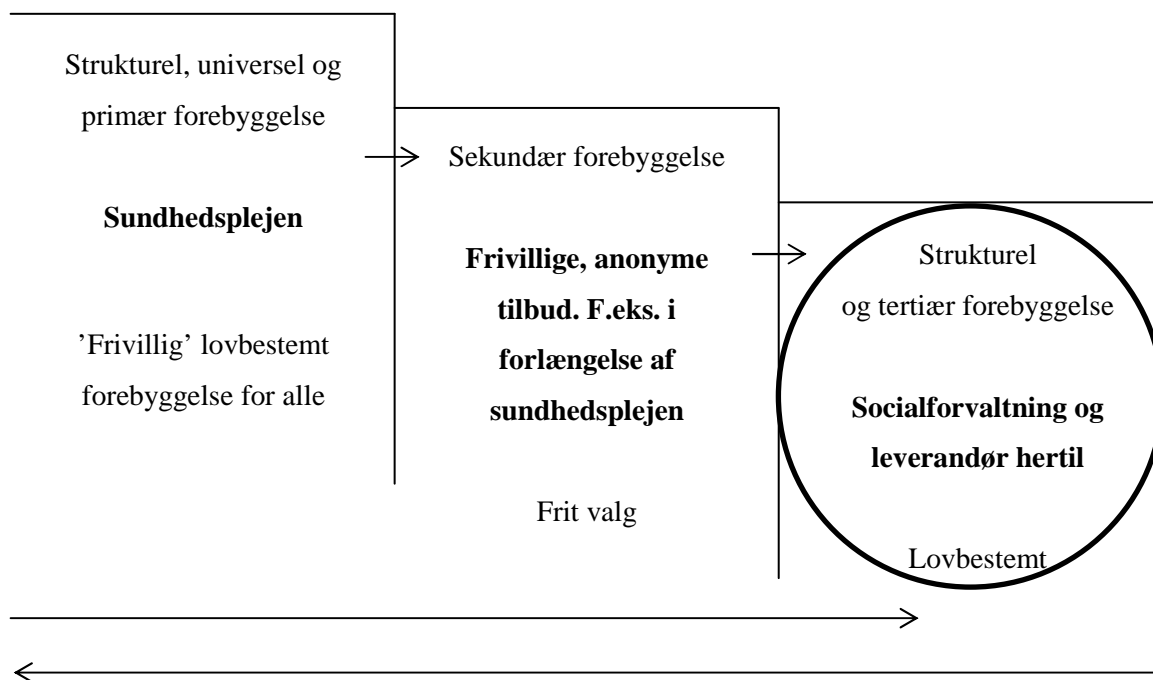 Strukturel, universel og
primær forebyggelse
Sundhedsplejen
’Frivillig’ lovbestemt
forebyggelse for alle
Sekundær forebyggelse
Frivillige, anonyme
tilbud. F.eks. i
forlængelse af
sundhedsplejen
Frit valg
Strukturel
og tertiær forebyggelse
Socialforvaltning og
leverandør hertil
Lovbestemt